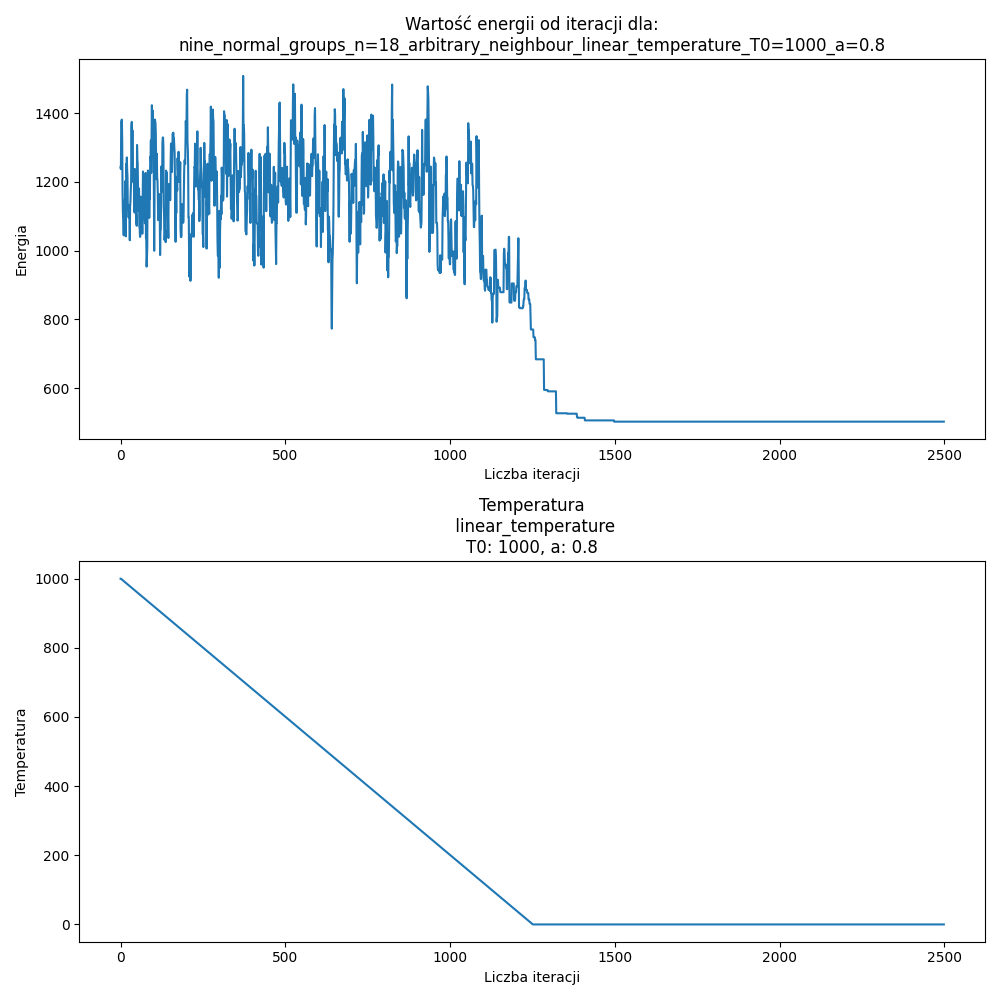 Wartość energii od iteracji dla:
nine_normal_groups_n=18_arbitrary_neighbour_linear_temperature_T0=1000_a=0.8
1400
1200
1000
800
600
Energia
0 500 1000 1500 2000 2500
Liczba iteracji
Temperatura
linear_temperature
T0: 1000, a: 0.8
1000
800
600
400
200
0
Temperatura
0 500 1000 1500 2000 2500
Liczba iteracji